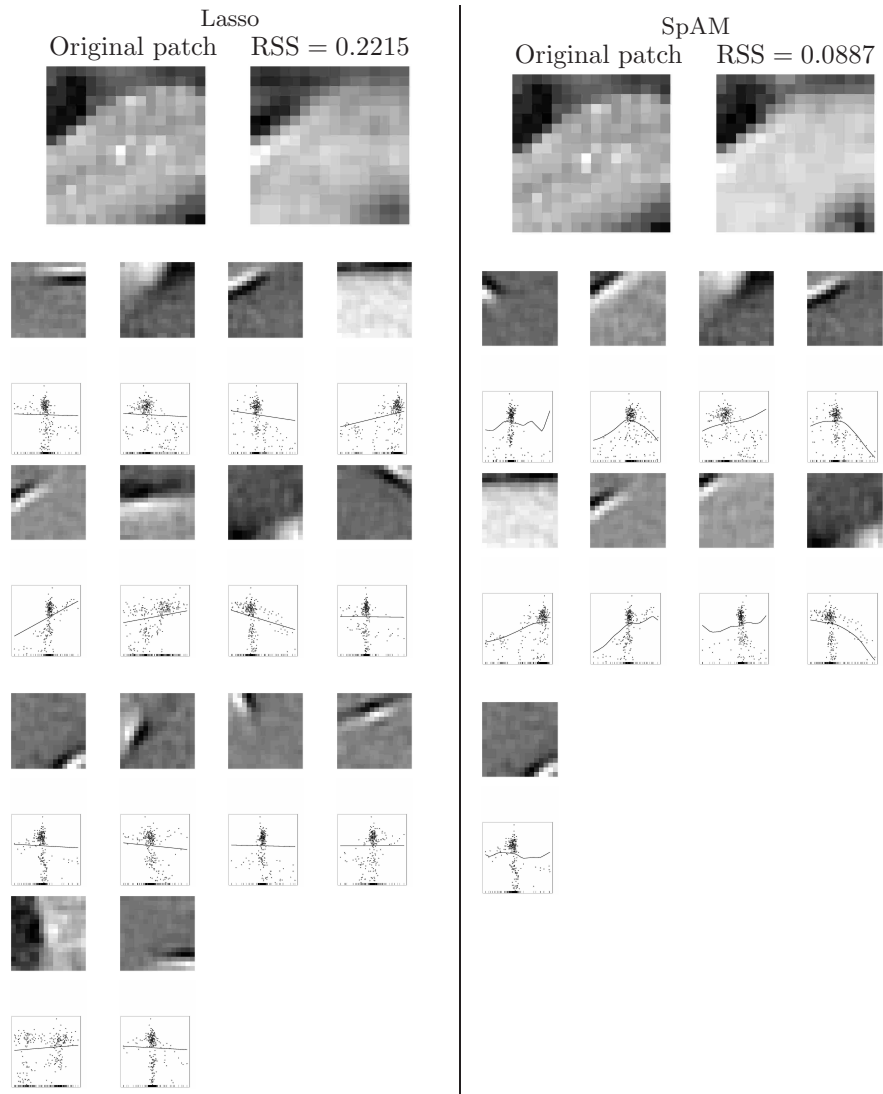 Lasso
Original patch RSS = 0.2215
SpAM
Original patch RSS = 0.0887